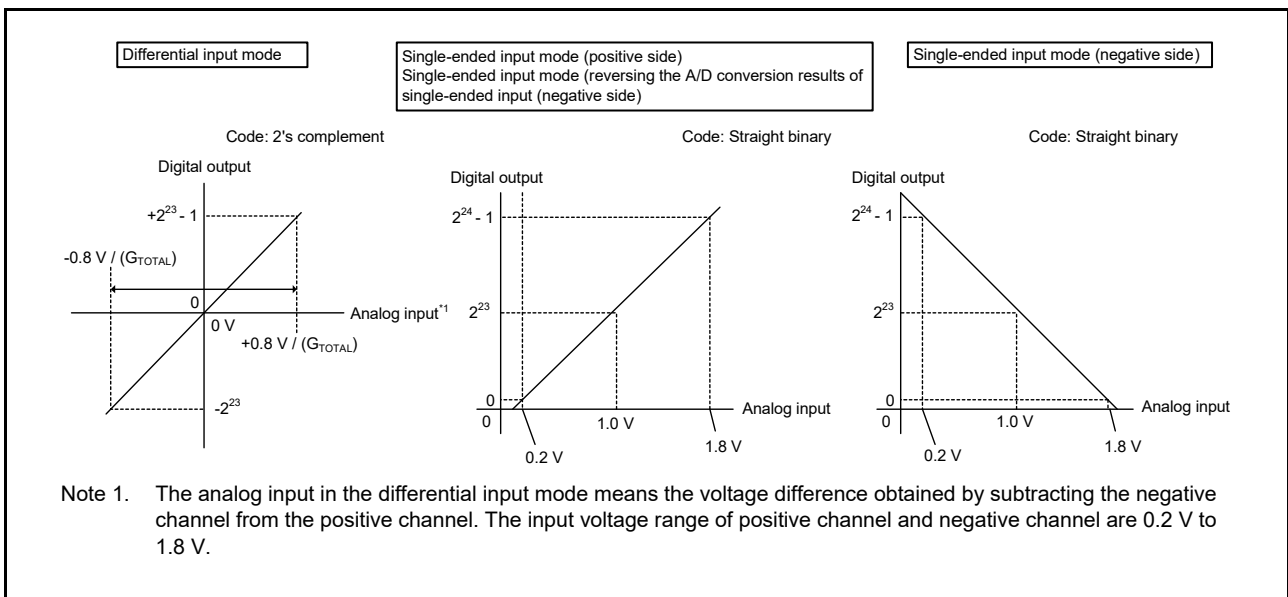 Differential input mode
Code: 2's complement
Digital output
+2^23 - 1
-0.8 V / (G_TOTAL)
0
0 V
Analog input*1
+0.8 V / (G_TOTAL)
-2^23
Single-ended input mode (positive side)
Single-ended input mode (reversing the A/D conversion results of
single-ended input (negative side)
Code: Straight binary
Digital output
2^24 - 1
2^23
0
0
1.0 V
Analog input
0.2 V
1.8 V
Single-ended input mode (negative side)
Code: Straight binary
Digital output
2^24 - 1
2^23
0
0
1.0 V
Analog input
0.2 V
1.8 V
Note 1. The analog input in the differential input mode means the voltage difference obtained by subtracting the negative
channel from the positive channel. The input voltage range of positive channel and negative channel are 0.2 V to
1.8 V.